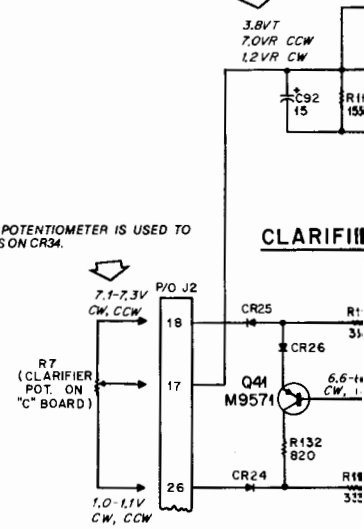 3.8VT
7.0VR CCW
1.2VR CW
C92
15
POTENTIOMETER IS USED TO
ON CR34.
CLARIFI
7.1-7.3V
CW, CCW
P/O J2
CR25
18
CR26
R7
(CLARIFIER
POT. ON
"C" BOARD)
17
Q41
M9571
CW,
R132
820
CR24
26
1.0-1.1V
CW, CCW